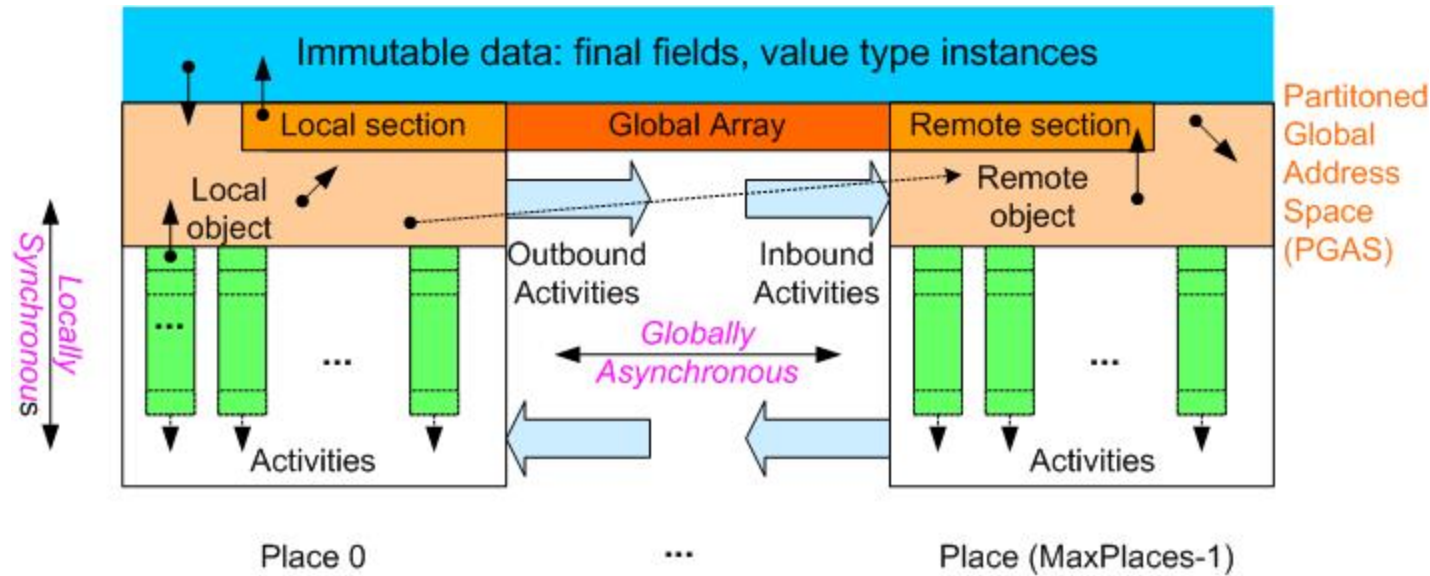 Immutable data: final fields, value type instances
Local section
Global Array
Remote section
Partitoned
Global
Address
Space
(PGAS)
Local
object
Remote
object
Outbound
Activities
Inbound
Activities
Locally
Synchronous
...
...
Globally
Asynchronous
...
Activities
Activities
Place 0
...
Place (MaxPlaces-1)